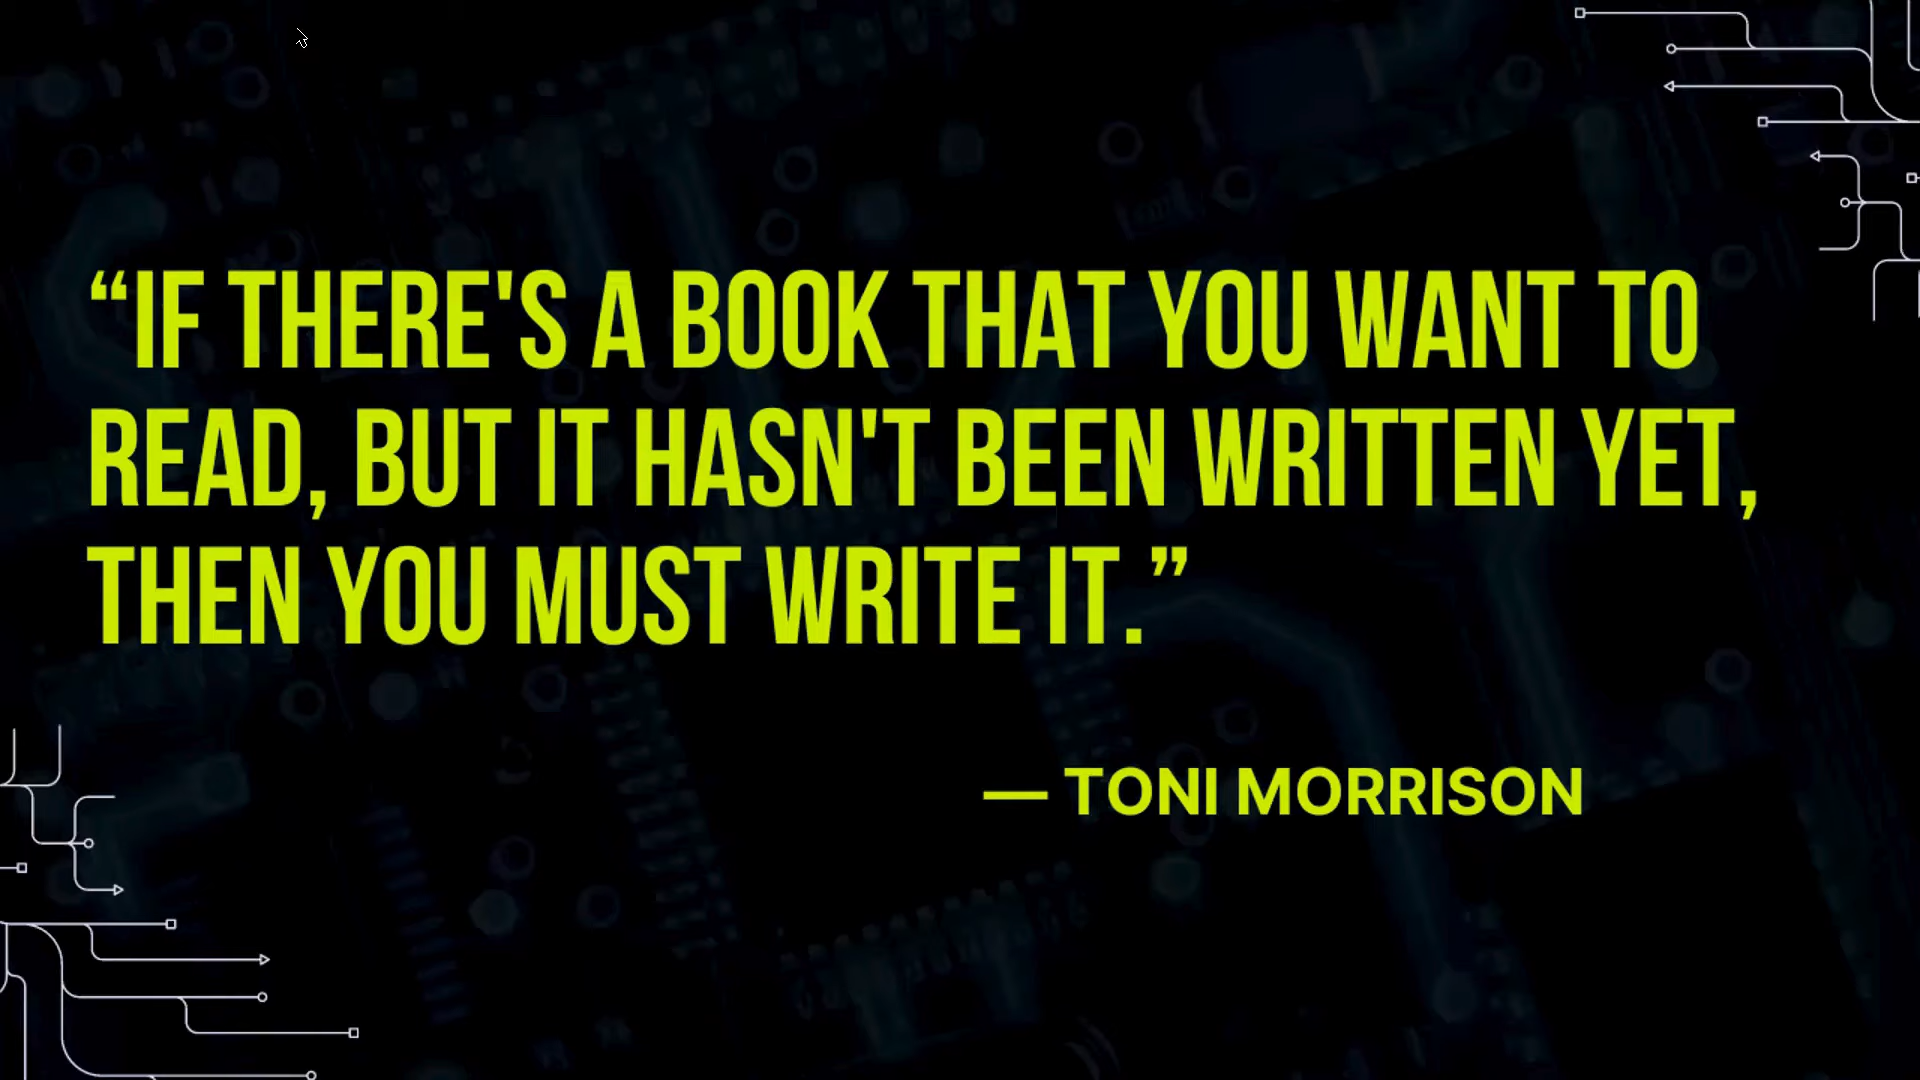 “IF THERE'S A BOOK THAT YOU WANT TO
READ, BUT IT HASN'T BEEN WRITTEN YET,
THEN YOU MUST WRITE IT.”
— TONI MORRISON